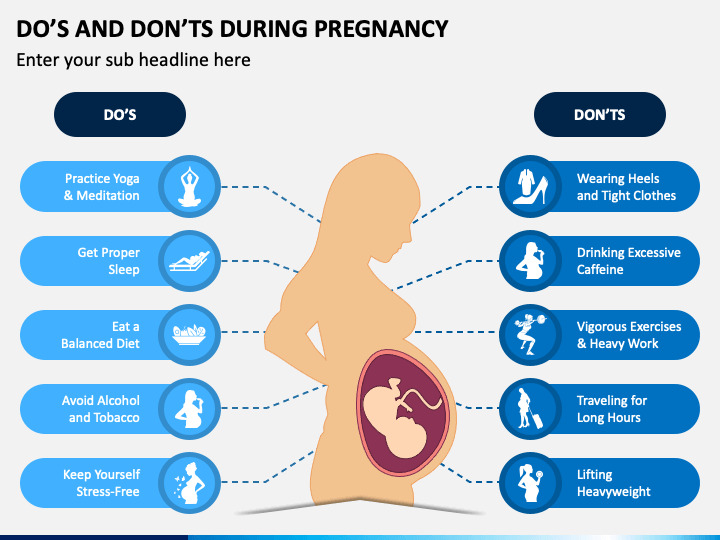 DO’S AND DON’TS DURING PREGNANCY
Enter your sub headline here
DO’S
Practice Yoga
& Meditation
Get Proper
Sleep
Eat a
Balanced Diet
Avoid Alcohol
and Tobacco
Keep Yourself
Stress-Free
DON’TS
Wearing Heels
and Tight Clothes
Drinking Excessive
Caffeine
Vigorous Exercises
& Heavy Work
Traveling for
Long Hours
Lifting
Heavyweight